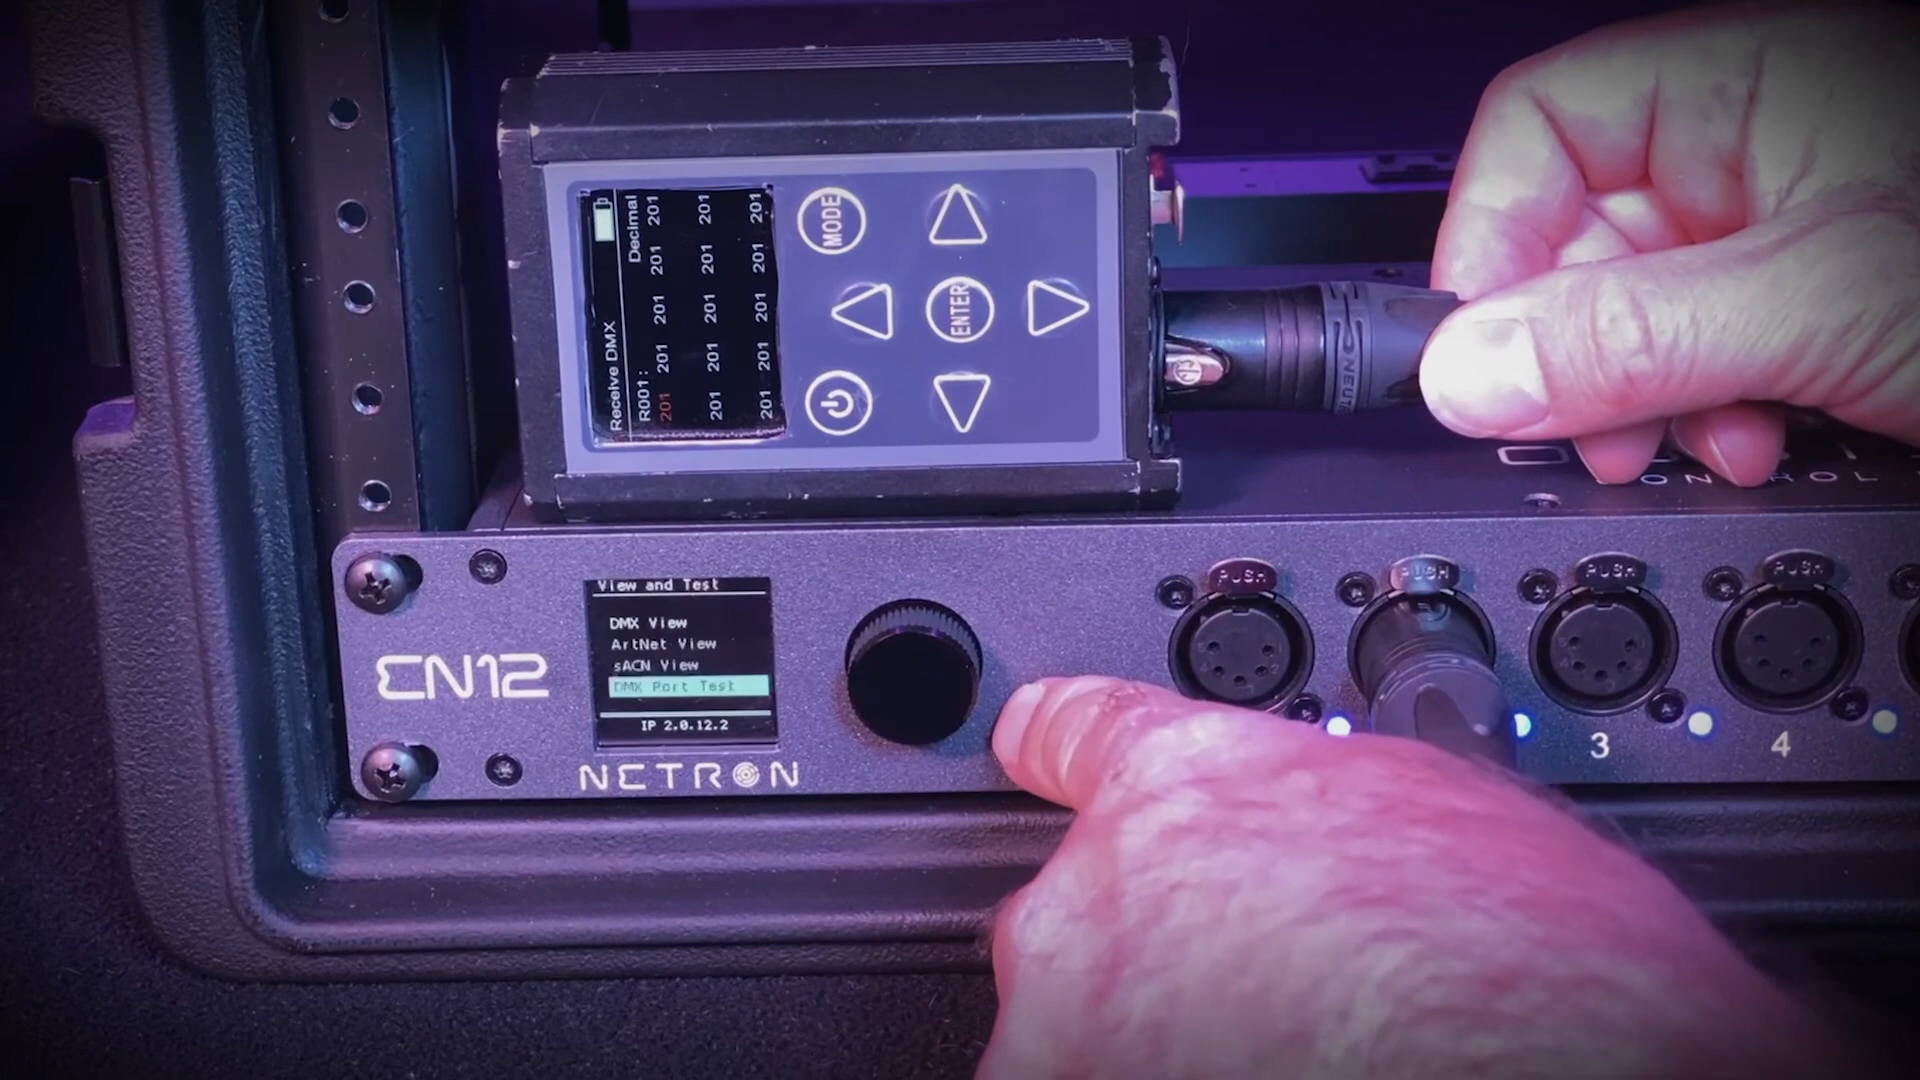 Receive DMX
R001: Decimal
201 201 201 201 201
201 201 201 201 201
201 201 201 201 201
MODE
ENTER
CONTROL
View and Test
DMX View
ArtNet View
sACN View
DMX Port Test
IP 2.0.12.2
EN12
NETRON
PUSH
PUSH
PUSH
PUSH
3
4